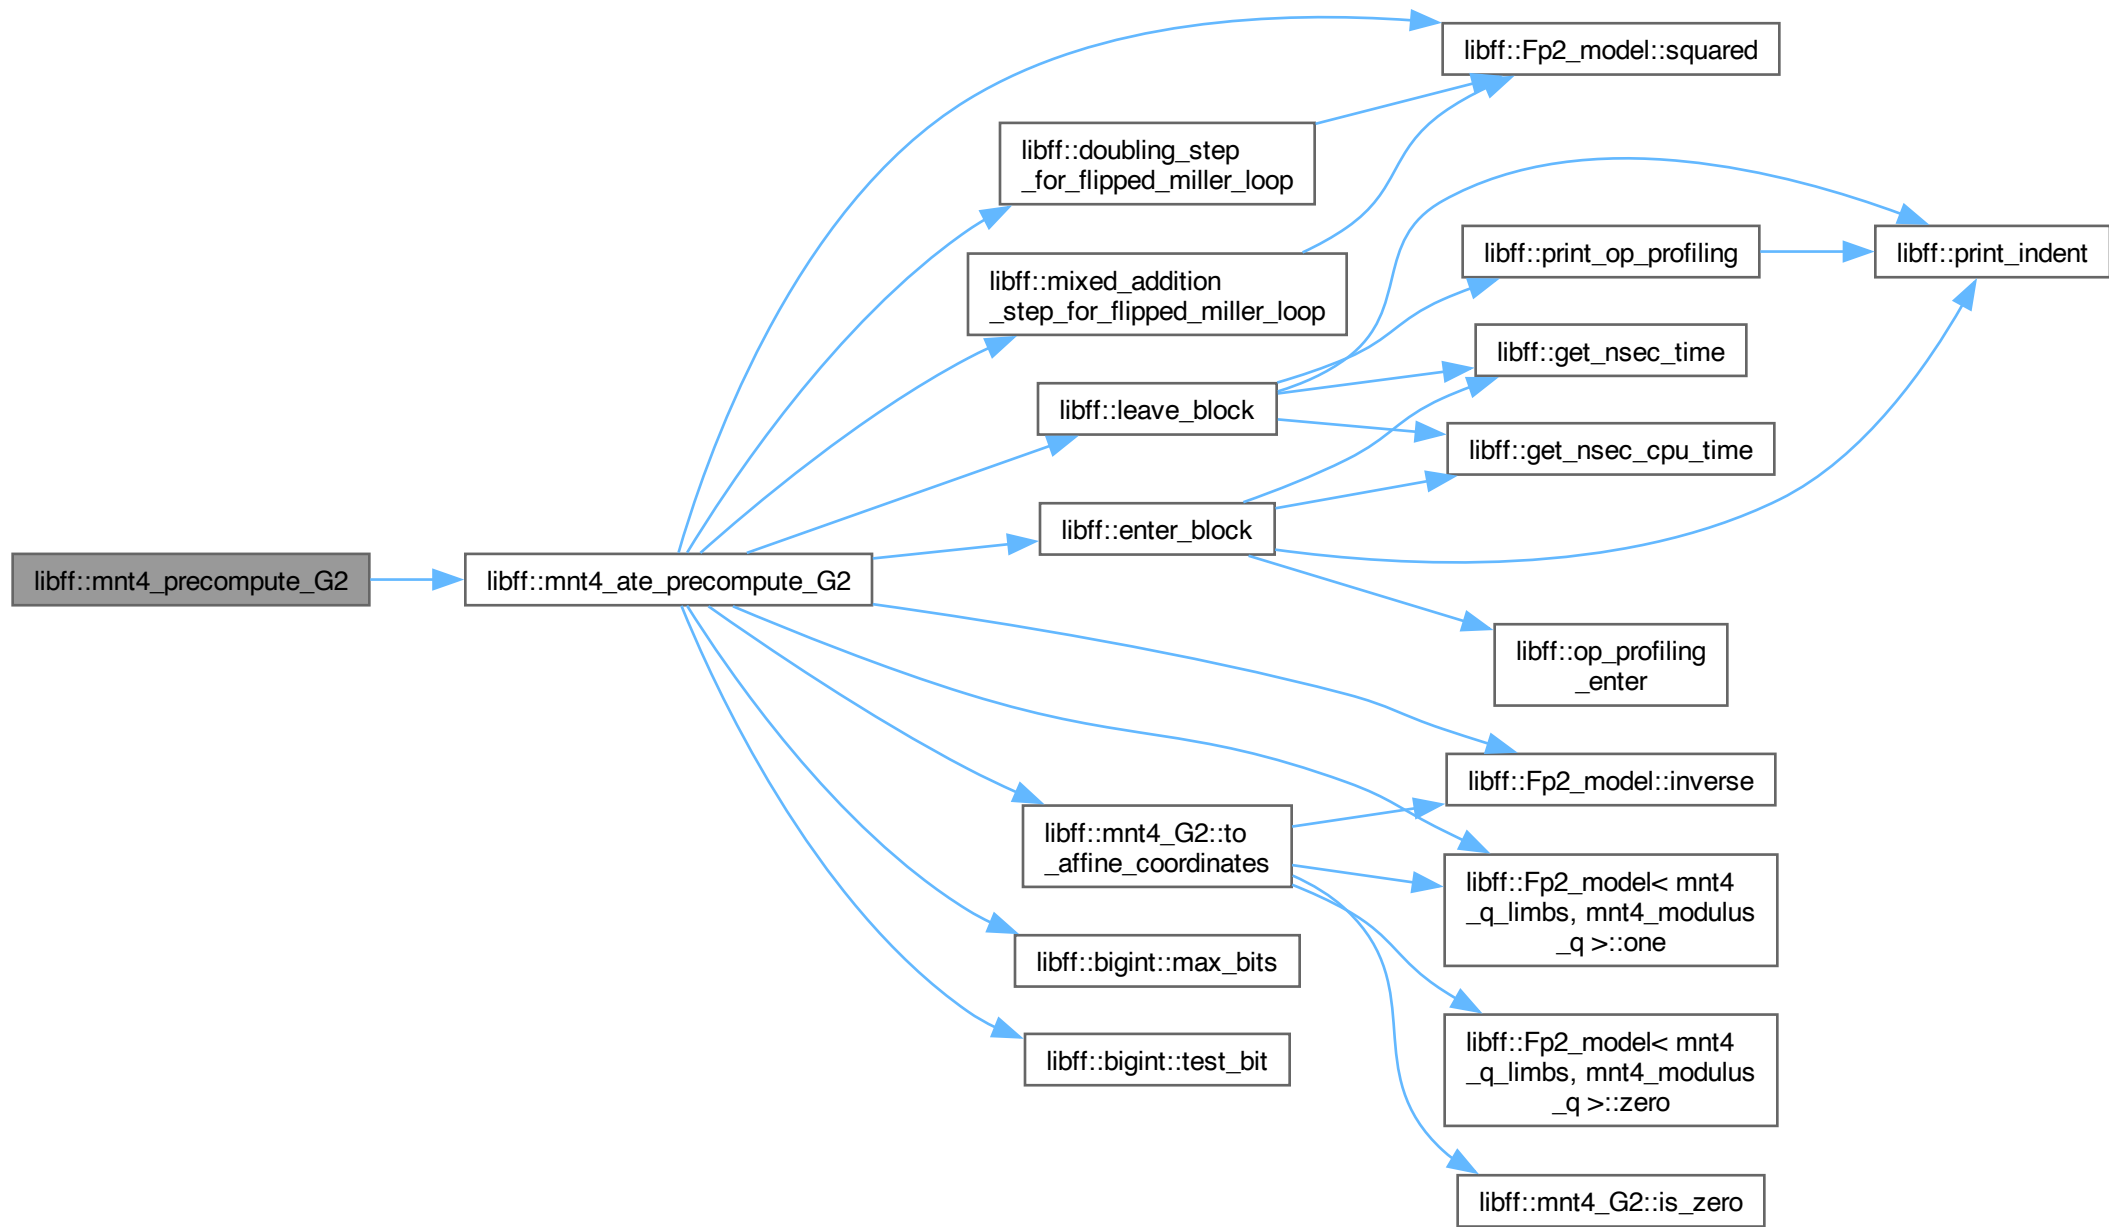 libff::Fp2_model::squared
libff::doubling_step
_for_flipped_miller_loop
libff::mixed_addition
_step_for_flipped_miller_loop
libff::print_op_profiling
libff::print_indent
libff::get_nsec_time
libff::leave_block
libff::get_nsec_cpu_time
libff::enter_block
libff::mnt4_precompute_G2
libff::mnt4_ate_precompute_G2
libff::op_profiling
_enter
libff::Fp2_model::inverse
libff::mnt4_G2::to
_affine_coordinates
libff::Fp2_model< mnt4
_q_limbs, mnt4_modulus
_q >::one
libff::bigint::max_bits
libff::bigint::test_bit
libff::Fp2_model< mnt4
_q_limbs, mnt4_modulus
_q >::zero
libff::mnt4_G2::is_zero